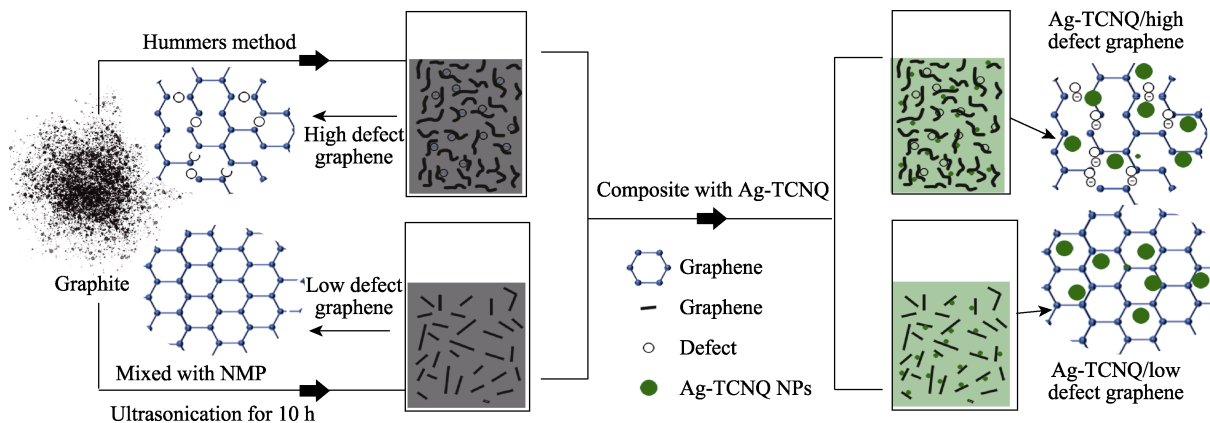 Hummers method
High defect
graphene
Graphite
Low defect
graphene
Mixed with NMP
Ultrasonication for 10 h
Composite with Ag-TCNQ
Graphene
Graphene
Defect
Ag-TCNQ NPs
Ag-TCNQ/high
defect graphene
Ag-TCNQ/low
defect graphene